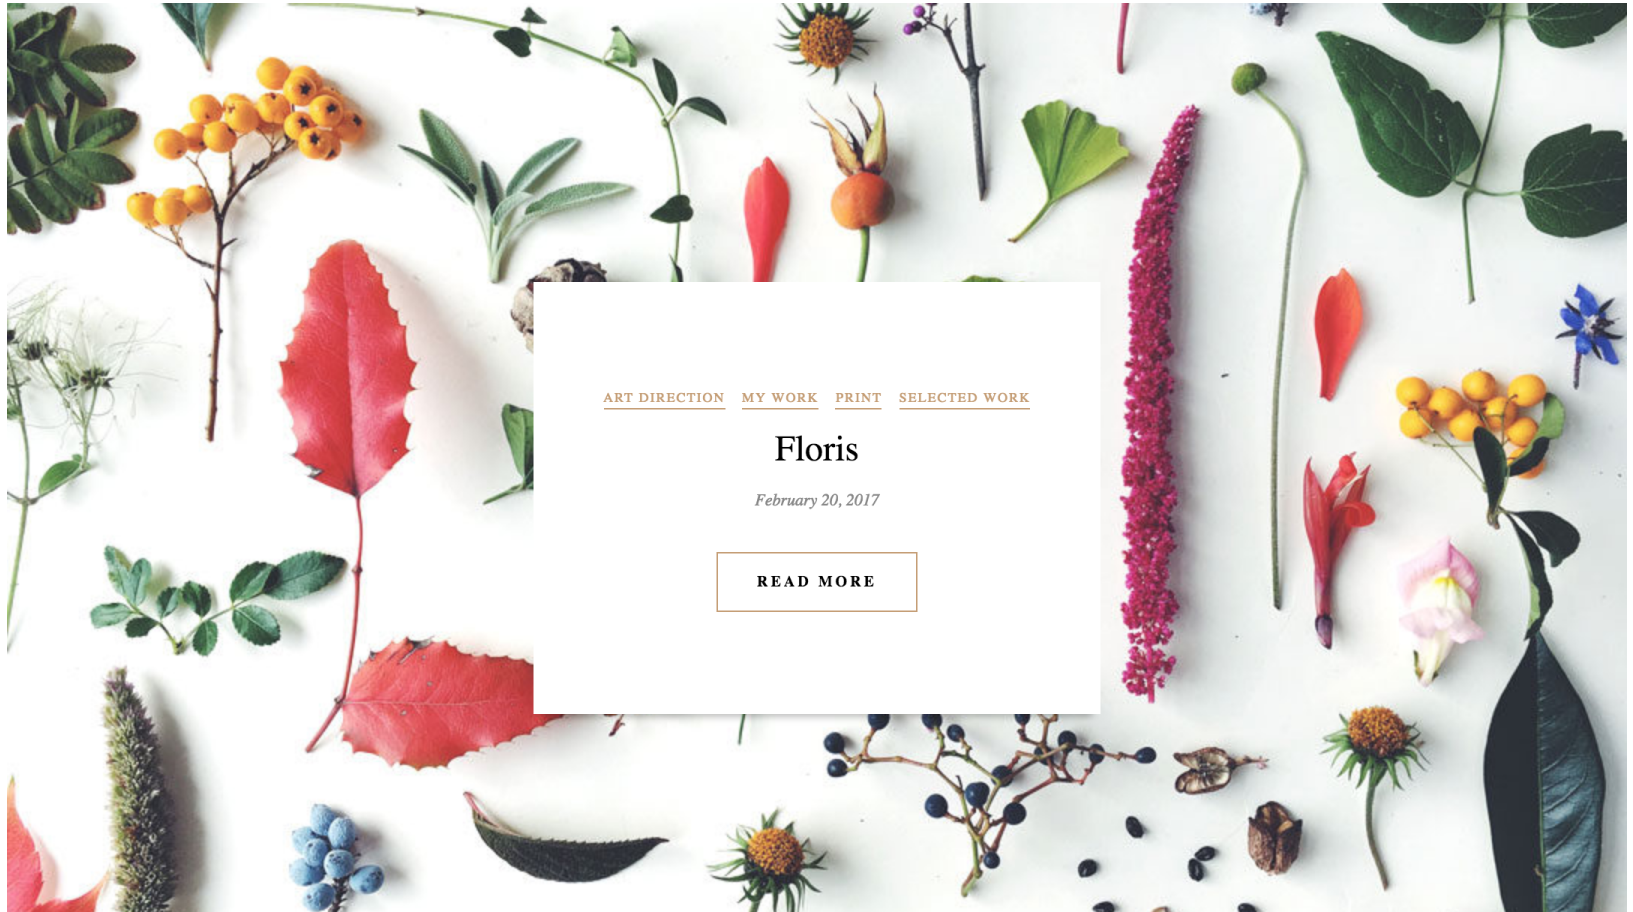 ART DIRECTION MY WORK PRINT SELECTED WORK
Floris
February 20, 2017
READ MORE